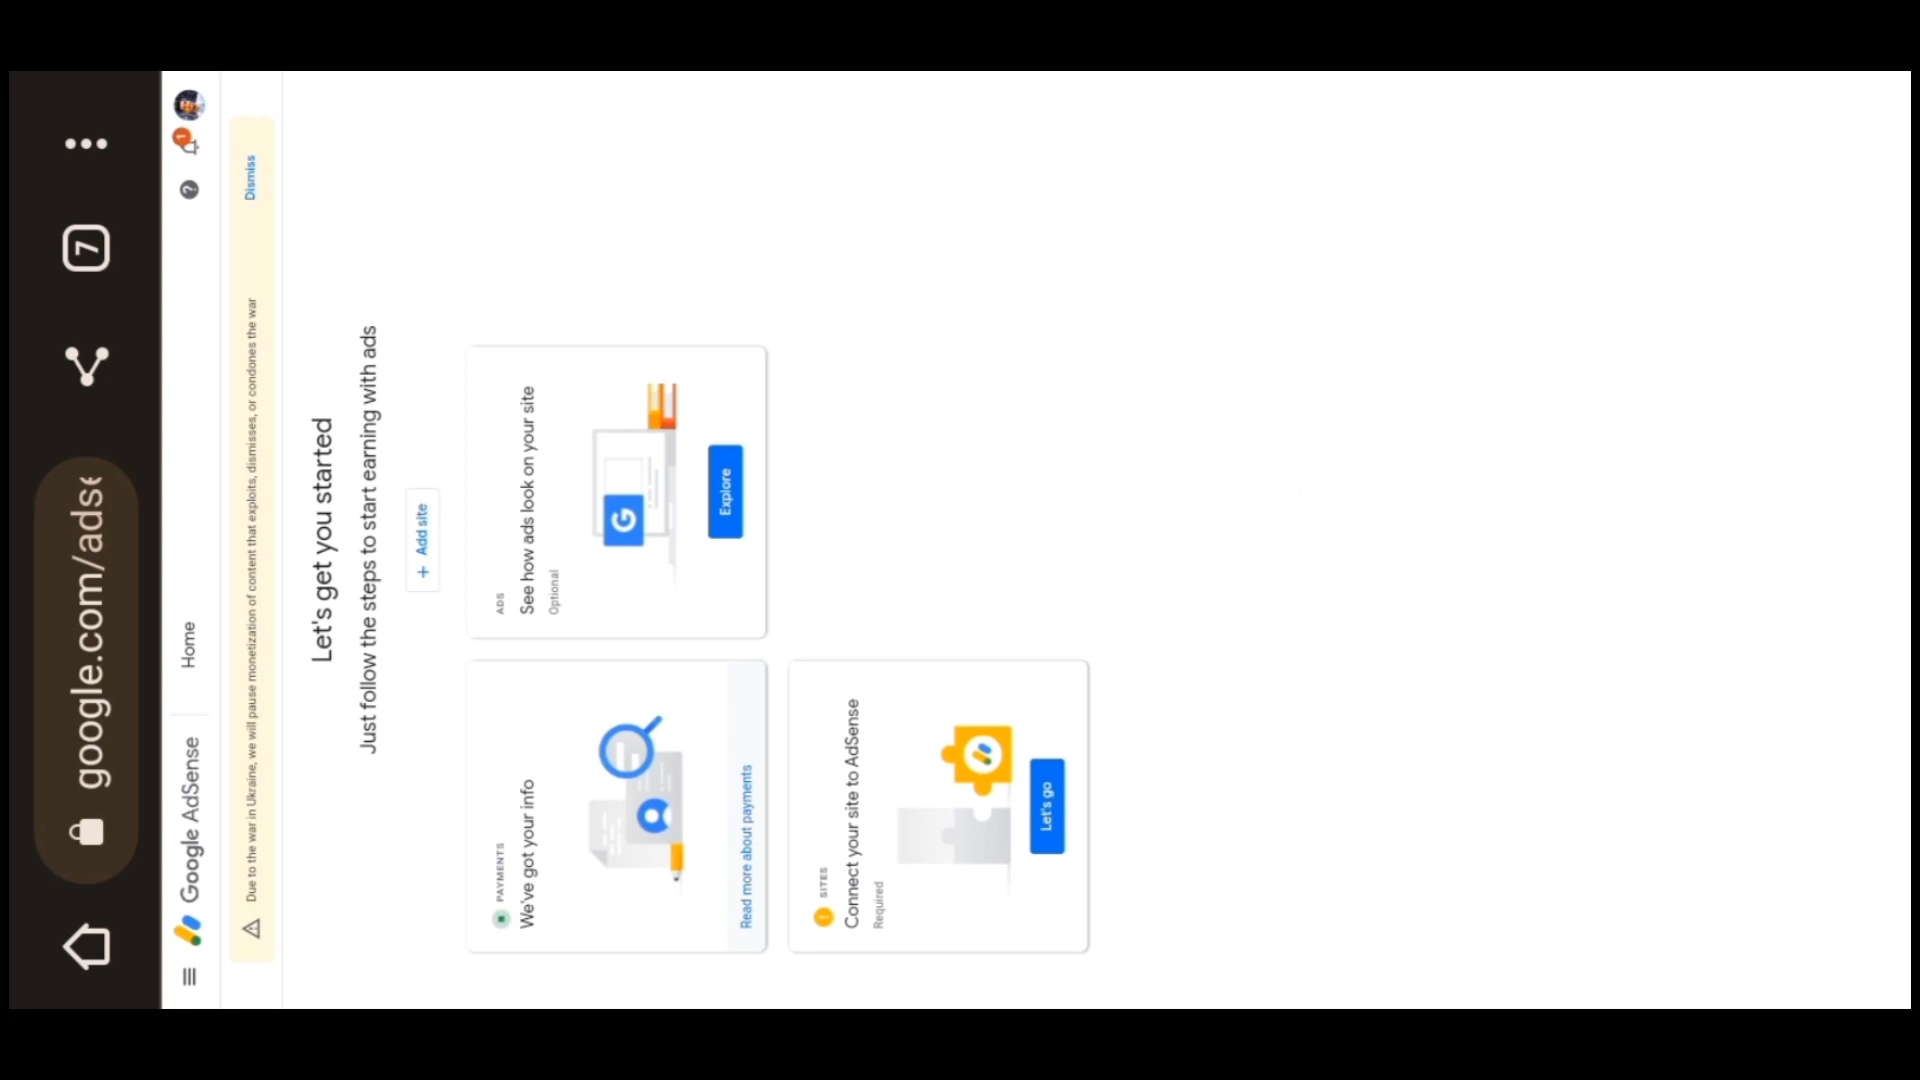 google.com/adse
7
Google AdSense
Home
?
1
Due to the war in Ukraine, we will pause monetization of content that exploits, dismisses, or condones the war
Dismiss
Let's get you started
Just follow the steps to start earning with ads
+ Add site
PAYMENTS
We've got your info
Read more about payments
ADS
See how ads look on your site
Optional
G
Explore
SITES
Connect your site to AdSense
Required
Let's go